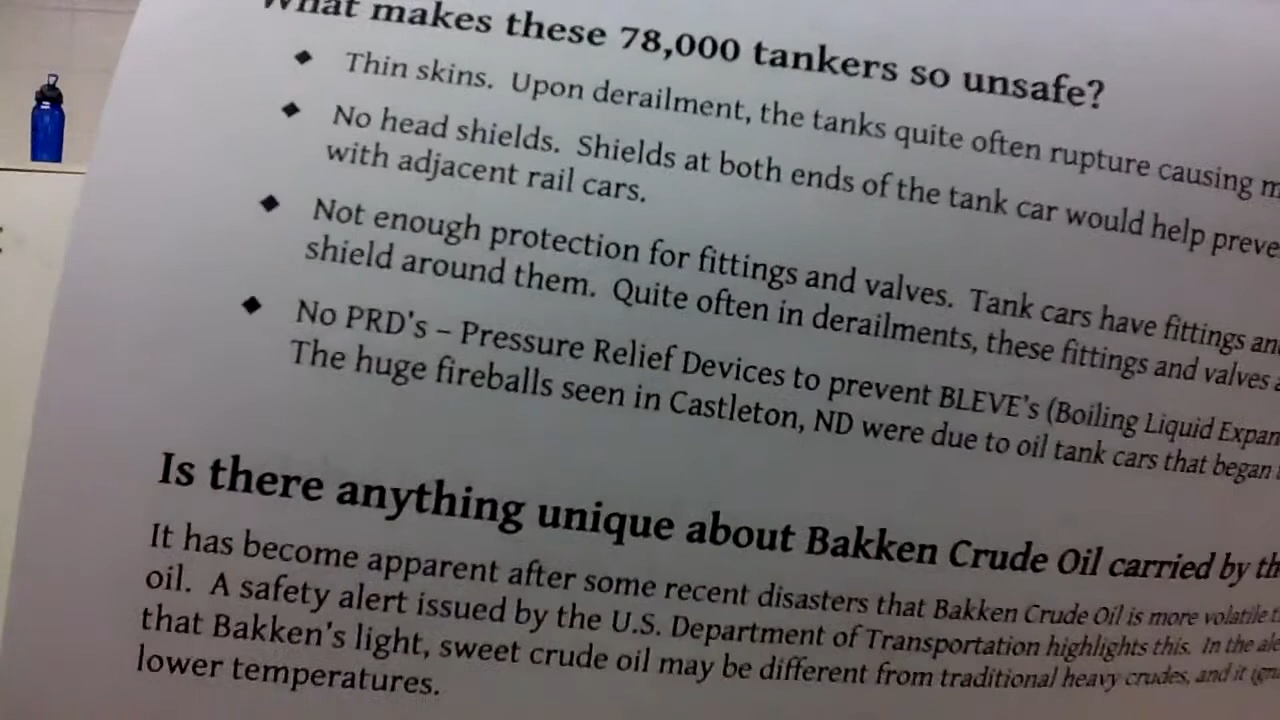 What makes these 78,000 tankers so unsafe?
◆ Thin skins. Upon derailment, the tanks quite often rupture causing
◆ No head shields. Shields at both ends of the tank car would help
with adjacent rail cars.
◆ Not enough protection for fittings and valves. Tank cars have fittings
shield around them. Quite often in derailments, these fittings and valves
◆ No PRD's – Pressure Relief Devices to prevent BLEVE's (Boiling Liquid
The huge fireballs seen in Castleton, ND were due to oil tank cars that began
Is there anything unique about Bakken Crude Oil carried by
It has become apparent after some recent disasters that Bakken Crude Oil is more volatile
oil. A safety alert issued by the U.S. Department of Transportation highlights this. In the
that Bakken's light, sweet crude oil may be different from traditional heavy crudes, and it
lower temperatures.